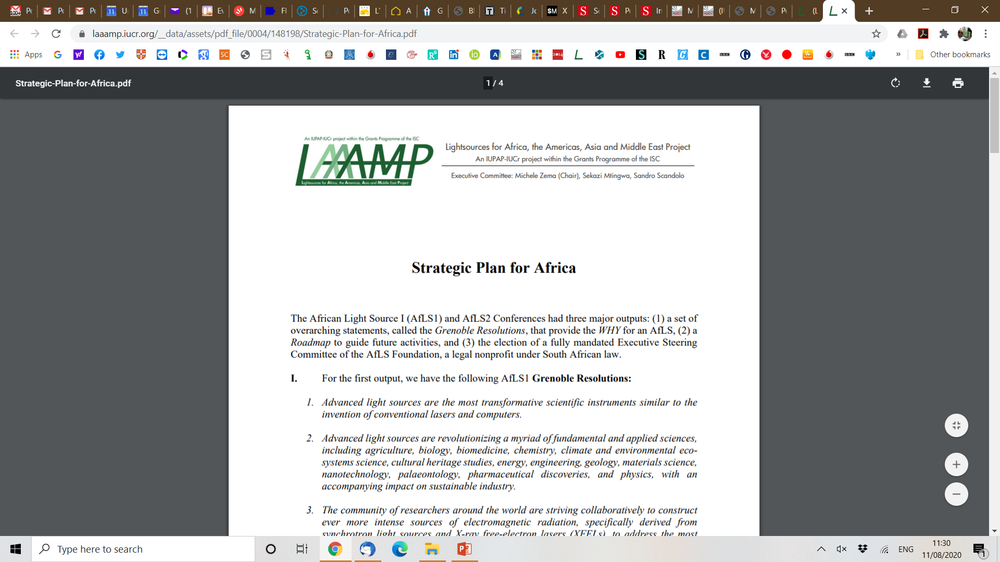 laaamp.iucr.org/__data/assets/pdf_file/0004/148198/Strategic-Plan-for-Africa.pdf
Apps
Other bookmarks
Strategic-Plan-for-Africa.pdf
1 / 4
An IUPAP-IUCr project within the Grants Programme of the ISC
LAAAMP
Lightsources for Africa, the Americas, Asia and Middle East Project
Lightsources for Africa, the Americas, Asia and Middle East Project
An IUPAP-IUCr project within the Grants Programme of the ISC
Executive Committee: Michele Zema (Chair), Sekazi Mtingwa, Sandro Scandolo
Strategic Plan for Africa
The African Light Source I (AfLS1) and AfLS2 Conferences had three major outputs: (1) a set of
overarching statements, called the Grenoble Resolutions, that provide the WHY for an AfLS, (2) a
Roadmap to guide future activities, and (3) the election of a fully mandated Executive Steering
Committee of the AfLS Foundation, a legal nonprofit under South African law.
I. For the first output, we have the following AfLS1 Grenoble Resolutions:
1. Advanced light sources are the most transformative scientific instruments similar to the
invention of conventional lasers and computers.
2. Advanced light sources are revolutionizing a myriad of fundamental and applied sciences,
including agriculture, biology, biomedicine, chemistry, climate and environmental eco-
systems science, cultural heritage studies, energy, engineering, geology, materials science,
nanotechnology, palaeontology, pharmaceutical discoveries, and physics, with an
accompanying impact on sustainable industry.
3. The community of researchers around the world are striving collaboratively to construct
ever more intense sources of electromagnetic radiation, specifically derived from
synchrotron light sources and X-ray free-electron lasers (XFELs), to address the most
Type here to search
ENG
11:30
11/08/2020
1